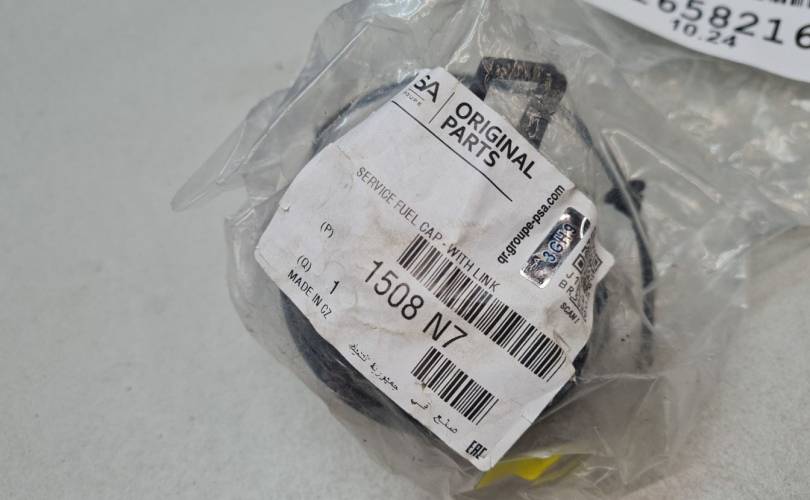 2658216
10.24
SA
ORIGINAL
PARTS
qr.groupe-psa.com
3GH9
SERVICE FUEL CAP - WITH LINK
(P)
(Q) 1
1508 N7
MADE IN CZ
صنع في جمهورية التشيك
EAC